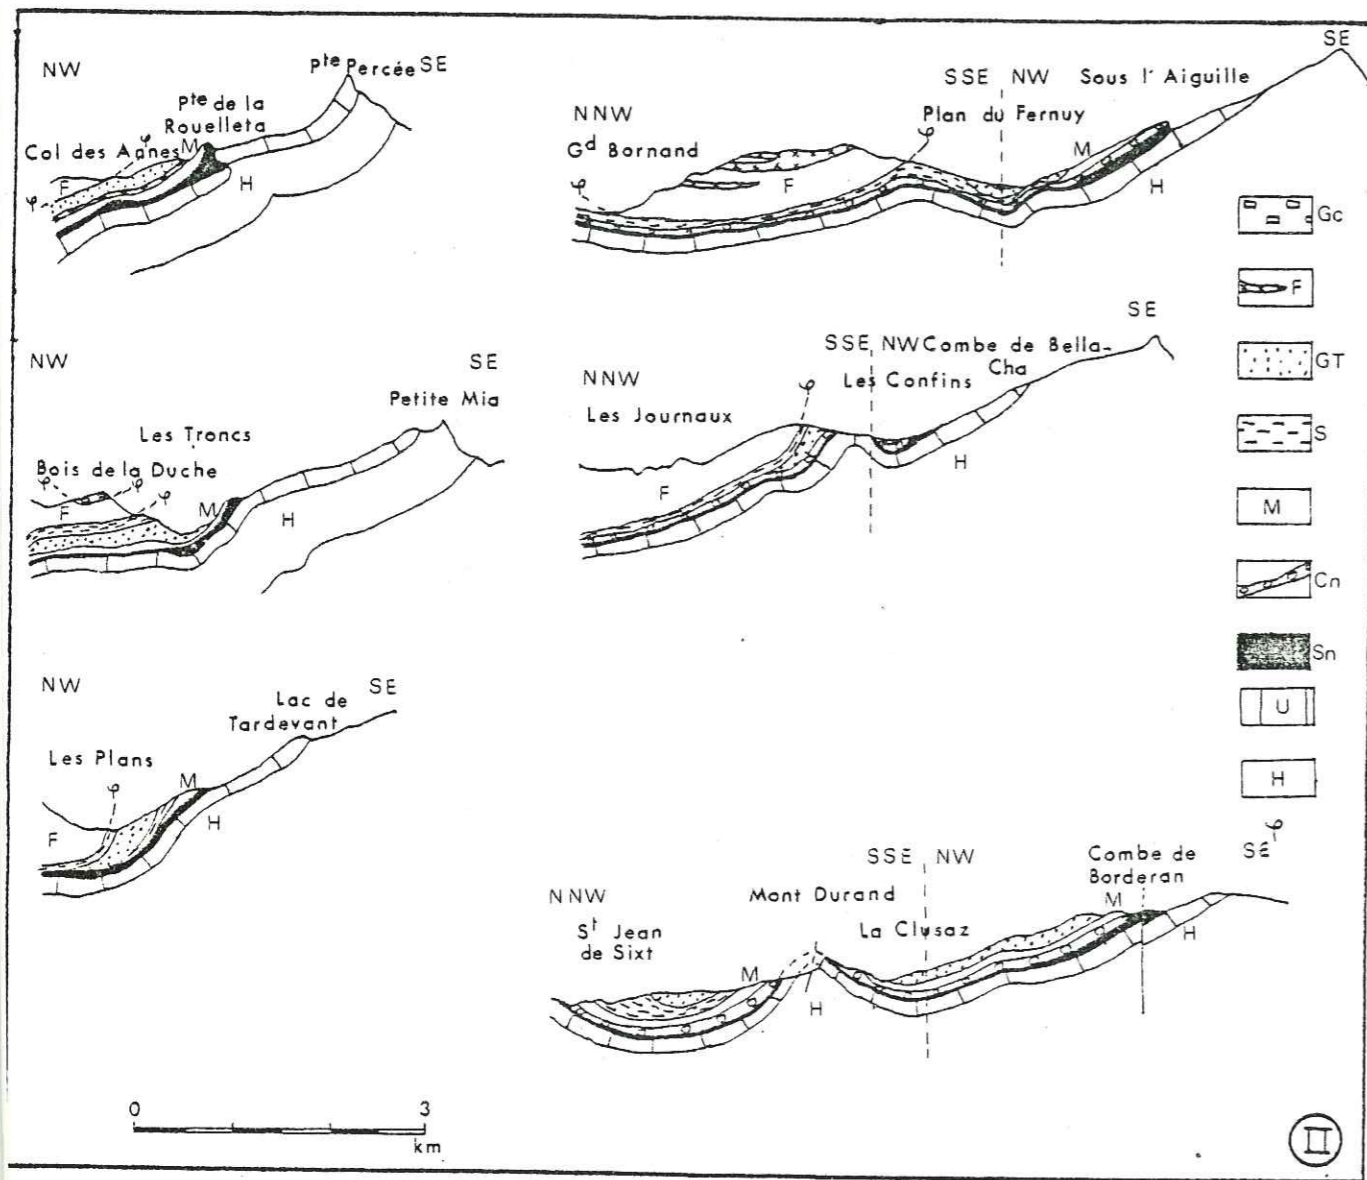 NW
Pte Percée SE
Pte de la
Rouelleta
Col des Annes
φ
M
F
H
φ
SE
SSE NW
Sous l'Aiguille
NNW
Plan du Fernuy
Gd Bornand
φ
φ
F
M
H
NW
SE
Petite Mia
Les Troncs
Bois de la Duche
φ
φ
φ
F
M
H
SE
SSE NW Combe de Bella-
Cha
NNW
Les Confins
Les Journaux
φ
F
H
NW
Lac de
Tardevant
SE
Les Plans
φ
M
F
H
SSE NW
Combe de
Borderan
SE
φ
NNW
Mont Durand
St Jean
de Sixt
La Clusaz
M
M
H
H
Gc
F
GT
S
M
Cn
Sn
U
H
0 3
km
II